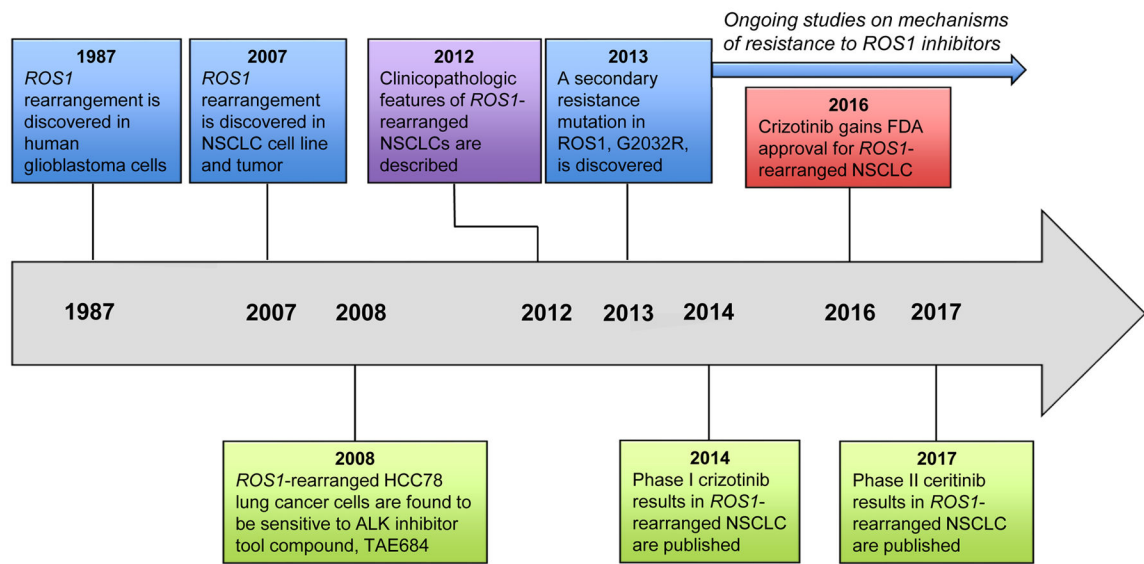 Ongoing studies on mechanisms
of resistance to ROS1 inhibitors
1987
ROS1
rearrangement is
discovered in
human
glioblastoma cells
2007
ROS1
rearrangement
is discovered in
NSCLC cell line
and tumor
2012
Clinicopathologic
features of ROS1-
rearranged
NSCLCs are
described
2013
A secondary
resistance
mutation in
ROS1, G2032R,
is discovered
2016
Crizotinib gains FDA
approval for ROS1-
rearranged NSCLC
1987
2007
2008
2012
2013
2014
2016
2017
2008
ROS1-rearranged HCC78
lung cancer cells are found to
be sensitive to ALK inhibitor
tool compound, TAE684
2014
Phase I crizotinib
results in ROS1-
rearranged NSCLC
are published
2017
Phase II ceritinib
results in ROS1-
rearranged NSCLC
are published